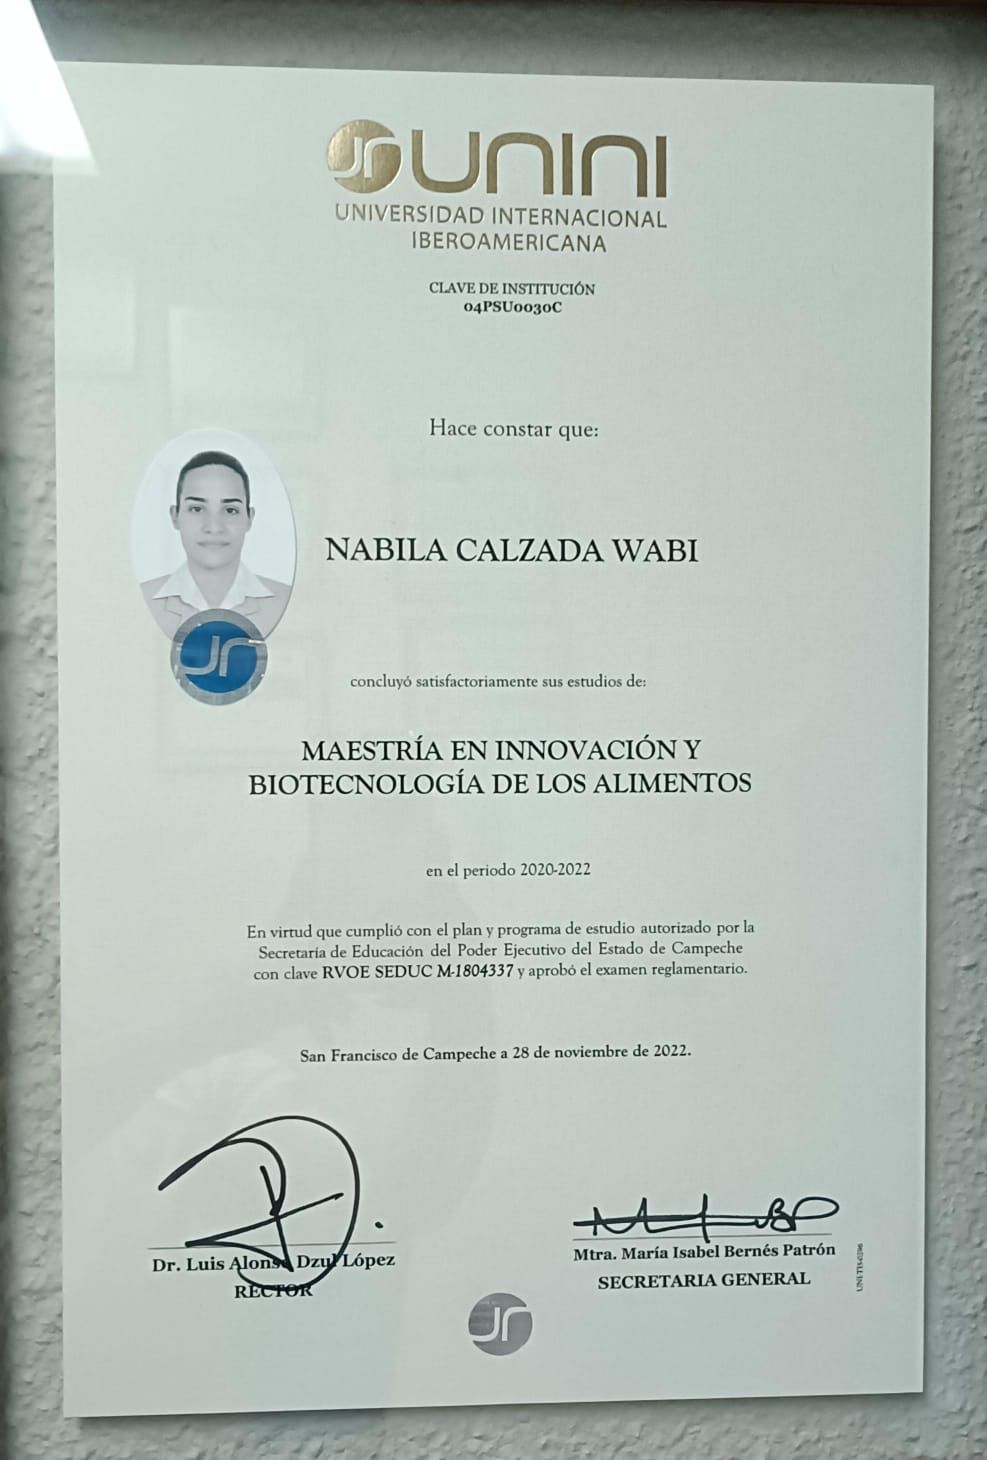 UNINI
UNIVERSIDAD INTERNACIONAL
IBEROAMERICANA
CLAVE DE INSTITUCIÓN
04PSU0030C
Hace constar que:
NABILA CALZADA WABI
concluyó satisfactoriamente sus estudios de:
MAESTRÍA EN INNOVACIÓN Y
BIOTECNOLOGÍA DE LOS ALIMENTOS
en el periodo 2020-2022
En virtud que cumplió con el plan y programa de estudio autorizado por la
Secretaría de Educación del Poder Ejecutivo del Estado de Campeche
con clave RVOE SEDUC M-1804337 y aprobó el examen reglamentario.
San Francisco de Campeche a 28 de noviembre de 2022.
Dr. Luis Alonso Dzul López
RECTOR
Mtra. María Isabel Bernés Patrón
SECRETARIA GENERAL